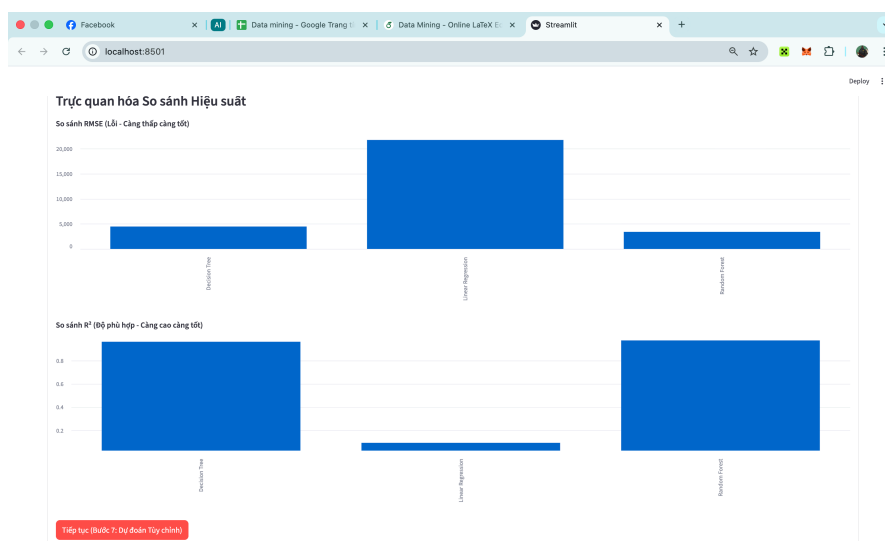 Facebook
AI
Data mining - Google Trang t
Data Mining - Online LaTeX E
Streamlit
localhost:8501
Deploy
Trực quan hóa So sánh Hiệu suất
So sánh RMSE (Lỗi - Càng thấp càng tốt)
20,000
15,000
10,000
5,000
0
Decision Tree
Linear Regression
Random Forest
So sánh R² (Độ phù hợp - Càng cao càng tốt)
0.8
0.6
0.4
0.2
Decision Tree
Linear Regression
Random Forest
Tiếp tục (Bước 7: Dự đoán Tùy chỉnh)